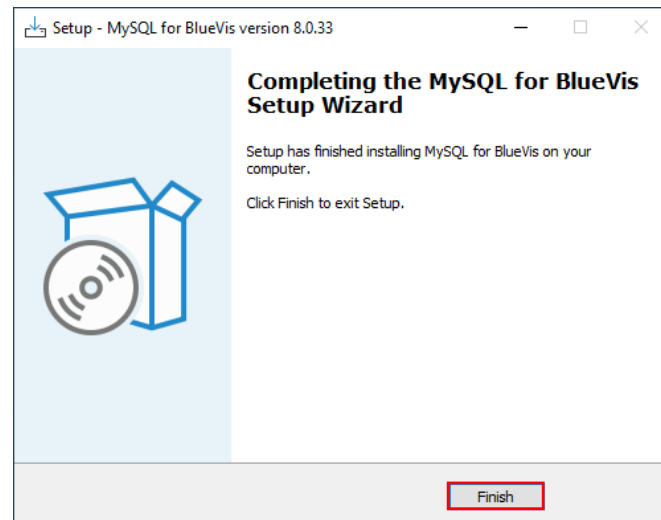 Setup - MySQL for BlueVis version 8.0.33
Completing the MySQL for BlueVis
Setup Wizard
Setup has finished installing MySQL for BlueVis on your
computer.
Click Finish to exit Setup.
Finish